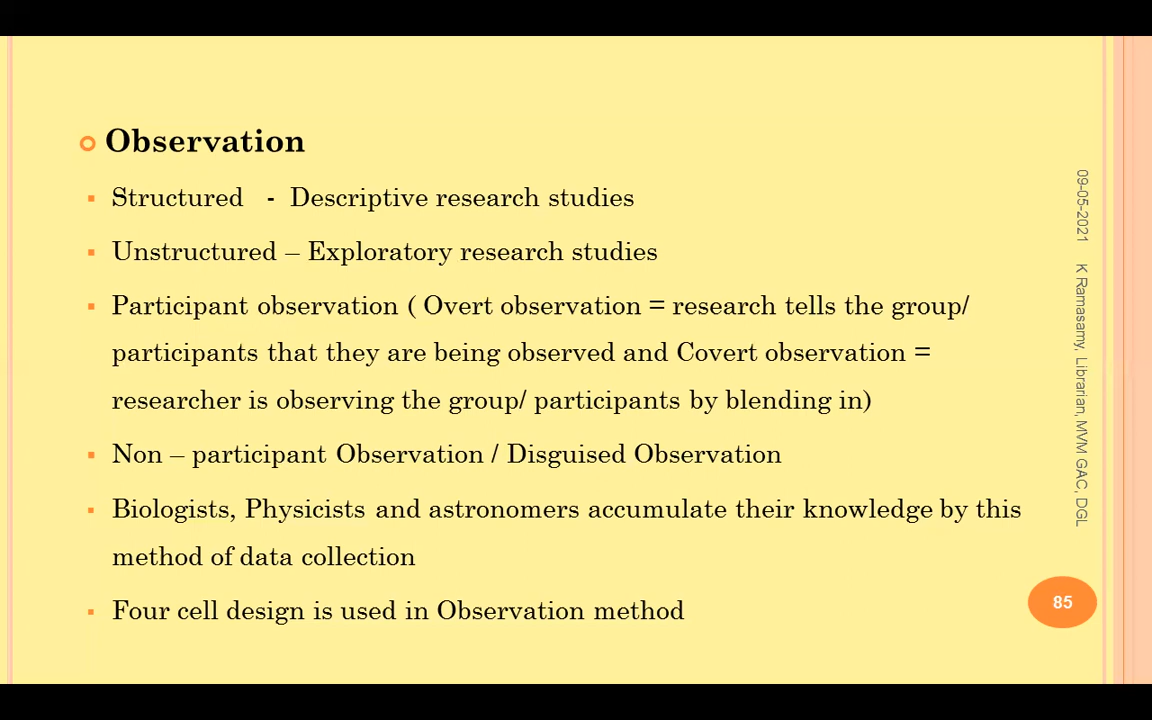 Observation
Structured - Descriptive research studies
Unstructured – Exploratory research studies
Participant observation ( Overt observation = research tells the group/
participants that they are being observed and Covert observation =
researcher is observing the group/ participants by blending in)
Non – participant Observation / Disguised Observation
Biologists, Physicists and astronomers accumulate their knowledge by this
method of data collection
Four cell design is used in Observation method
09-05-2021 K Ramasamy, Librarian, MVM GAC, DGL
85